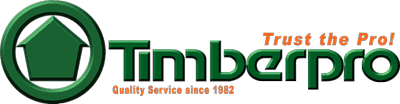 Trust the Pro!
Timberpro
Quality Service since 1982